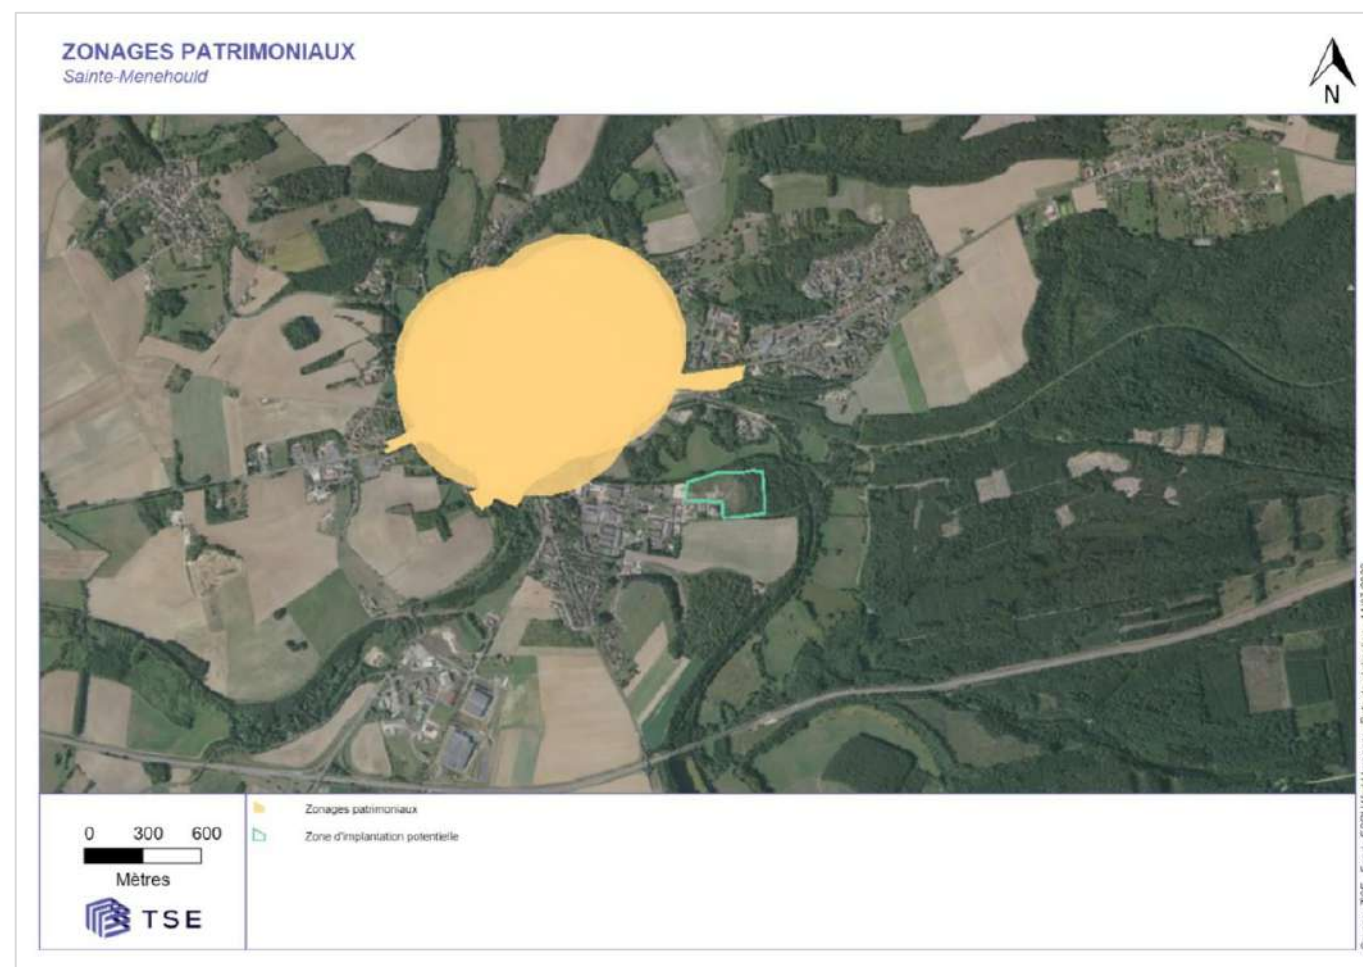 ZONAGES PATRIMONIAUX
Sainte-Menehould
N
Zonages patrimoniaux
Zone d'implantation potentielle
0 300 600
Mètres
TSE